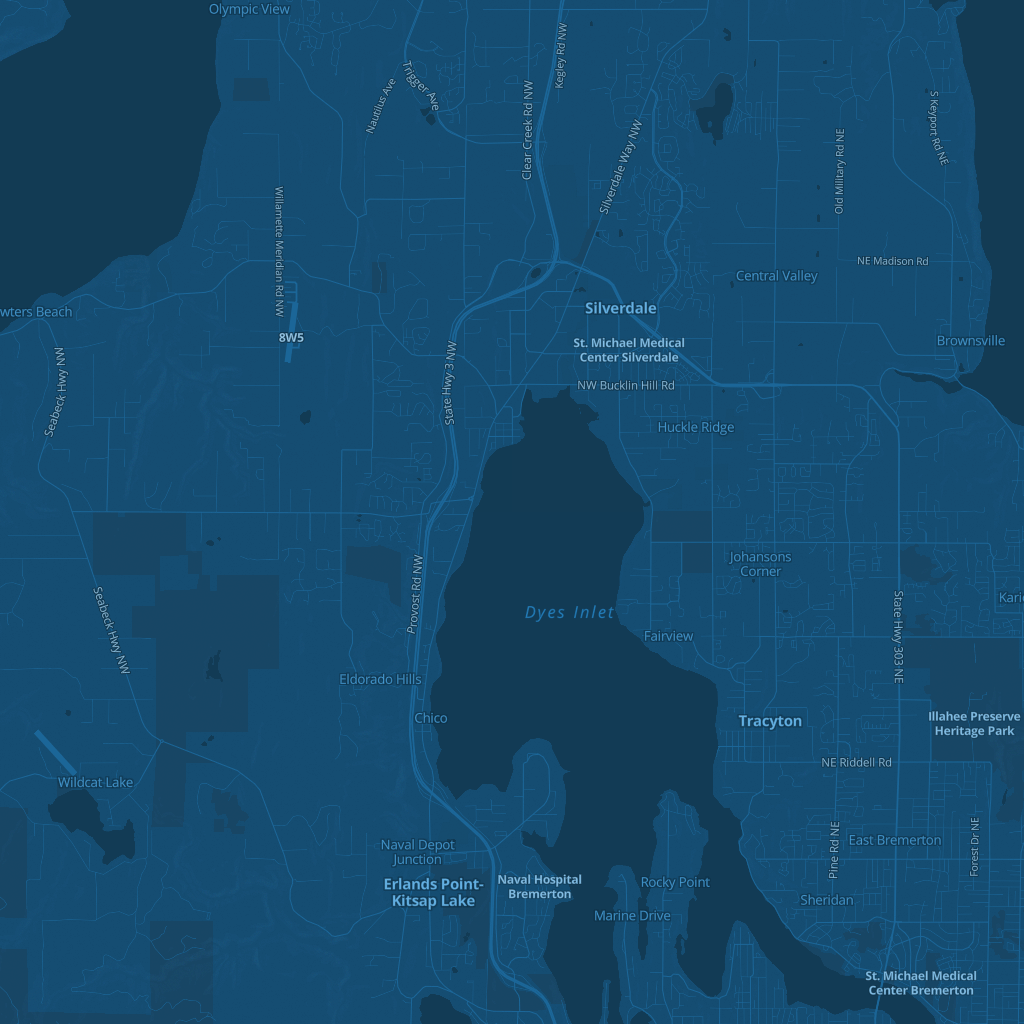 Olympic View
Kegley Rd NW
Trigger Ave
Nautilus Ave
Clear Creek Rd NW
S Keyport Rd NE
Silverdale Way NW
Old Military Rd NE
Willamette Meridian Rd NW
NE Madison Rd
Central Valley
Silverdale
wters Beach
8W5
St. Michael Medical
Center Silverdale
Brownsville
State Hwy 3 NW
NW Bucklin Hill Rd
Seabeck Hwy NW
Huckle Ridge
Johansons
Corner
Provost Rd NW
Karic
Dyes Inlet
Seabeck Hwy NW
Fairview
State Hwy 303 NE
Eldorado Hills
Chico
Tracyton
Illahee Preserve
Heritage Park
NE Riddell Rd
Wildcat Lake
Naval Depot
Junction
Pine Rd NE
East Bremerton
Forest Dr NE
Erlands Point-
Kitsap Lake
Naval Hospital
Bremerton
Rocky Point
Sheridan
Marine Drive
St. Michael Medical
Center Bremerton